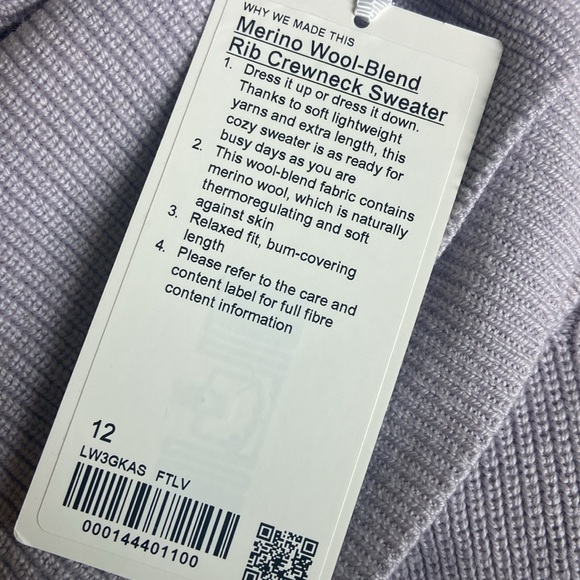 WHY WE MADE THIS
Merino Wool-Blend
Rib Crewneck Sweater
1. Dress it up or dress it down.
Thanks to soft lightweight
yarns and extra length, this
cozy sweater is as ready for
busy days as you are
2. This wool-blend fabric contains
merino wool, which is naturally
thermoregulating and soft
against skin
3. Relaxed fit, bum-covering
length
4. Please refer to the care and
content label for full fibre
content information
12
LW3GKAS FTLV
000144401100